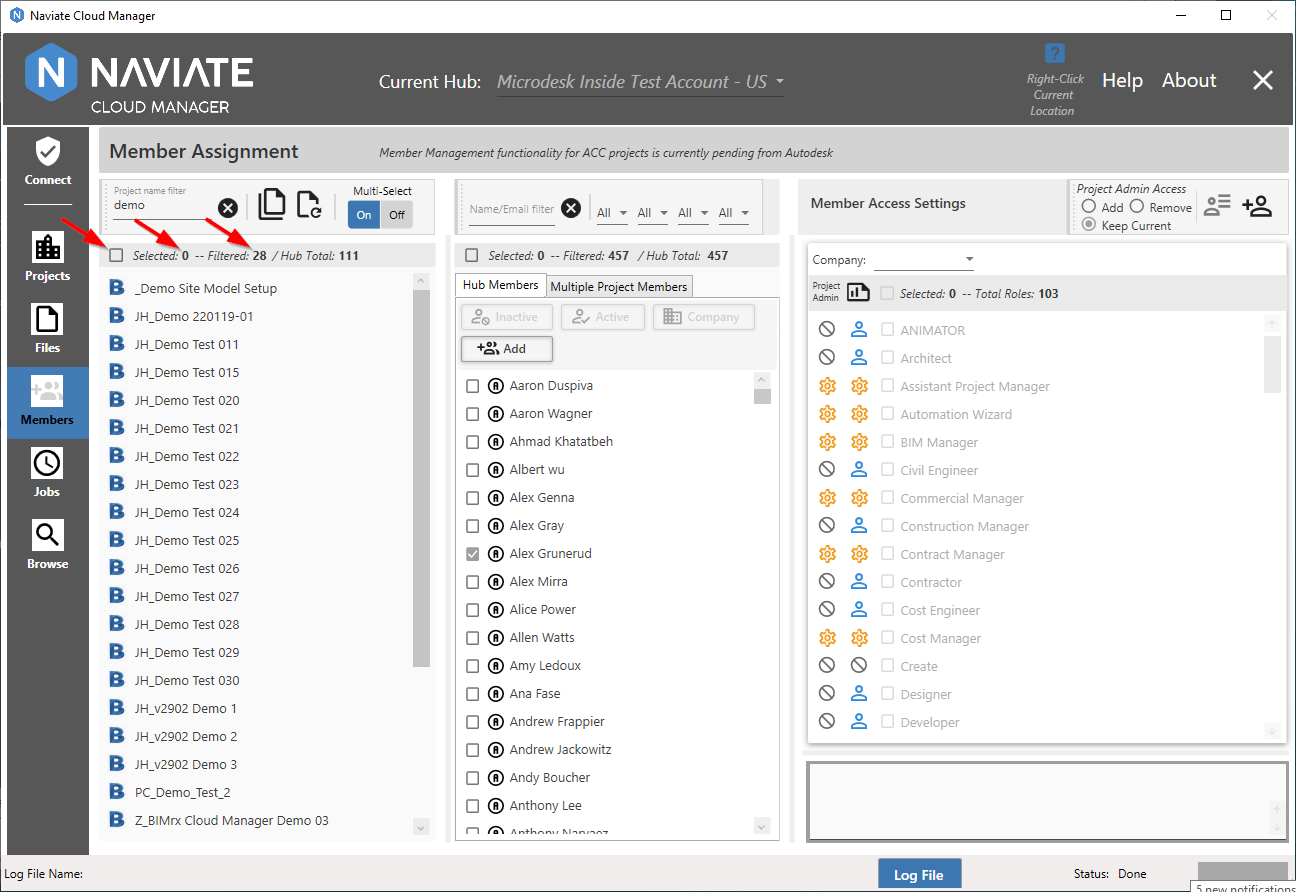 Naviate Cloud Manager
NAVIATE
CLOUD MANAGER
Current Hub: Microdesk Inside Test Account - US
?
Right-Click
Current
Location
Help About
Connect
Projects
Files
Members
Jobs
Browse
Member Assignment
Member Management functionality for ACC projects is currently pending from Autodesk
Project name filter
demo
Multi-Select
On Off
Selected: 0 -- Filtered: 28 / Hub Total: 111
_Demo Site Model Setup
JH_Demo 220119-01
JH_Demo Test 011
JH_Demo Test 015
JH_Demo Test 020
JH_Demo Test 021
JH_Demo Test 022
JH_Demo Test 023
JH_Demo Test 024
JH_Demo Test 025
JH_Demo Test 026
JH_Demo Test 027
JH_Demo Test 028
JH_Demo Test 029
JH_Demo Test 030
JH_v2902 Demo 1
JH_v2902 Demo 2
JH_v2902 Demo 3
PC_Demo_Test_2
Z_BIMrx Cloud Manager Demo 03
Name/Email filter
All All All All
Selected: 0 -- Filtered: 457 / Hub Total: 457
Hub Members Multiple Project Members
Inactive Active Company
Add
Aaron Duspiva
Aaron Wagner
Ahmad Khatatbeh
Albert wu
Alex Genna
Alex Gray
Alex Grunerud
Alex Mirra
Alice Power
Allen Watts
Amy Ledoux
Ana Fase
Andrew Frappier
Andrew Jackowitz
Andy Boucher
Anthony Lee
Anthony Narvaez
Member Access Settings
Project Admin Access
Add Remove
Keep Current
Company:
Project
Admin
Selected: 0 -- Total Roles: 103
ANIMATOR
Architect
Assistant Project Manager
Automation Wizard
BIM Manager
Civil Engineer
Commercial Manager
Construction Manager
Contract Manager
Contractor
Cost Engineer
Cost Manager
Create
Designer
Developer
Log File Name:
Log File
Status: Done
5 new notifications